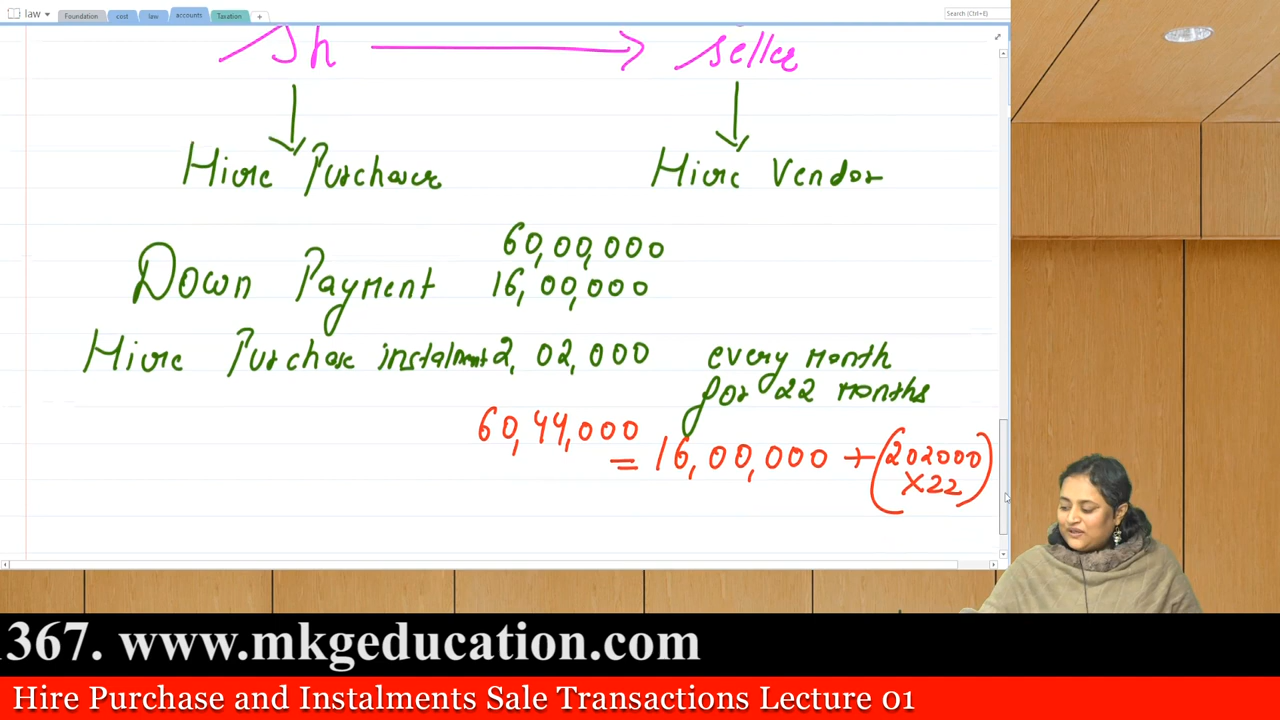 law
Foundation
cost
law
accounts
Taxation
+
Search (Ctrl+E)
Sh seller
Hire Purchaser Hire Vendor
60,00,000
Down Payment 16,00,000
Hire Purchase instalment 2,02,000 every month
for 22 months
60,44,000
= 16,00,000 + (202000
×22)
367. www.mkgeducation.com
Hire Purchase and Instalments Sale Transactions Lecture 01